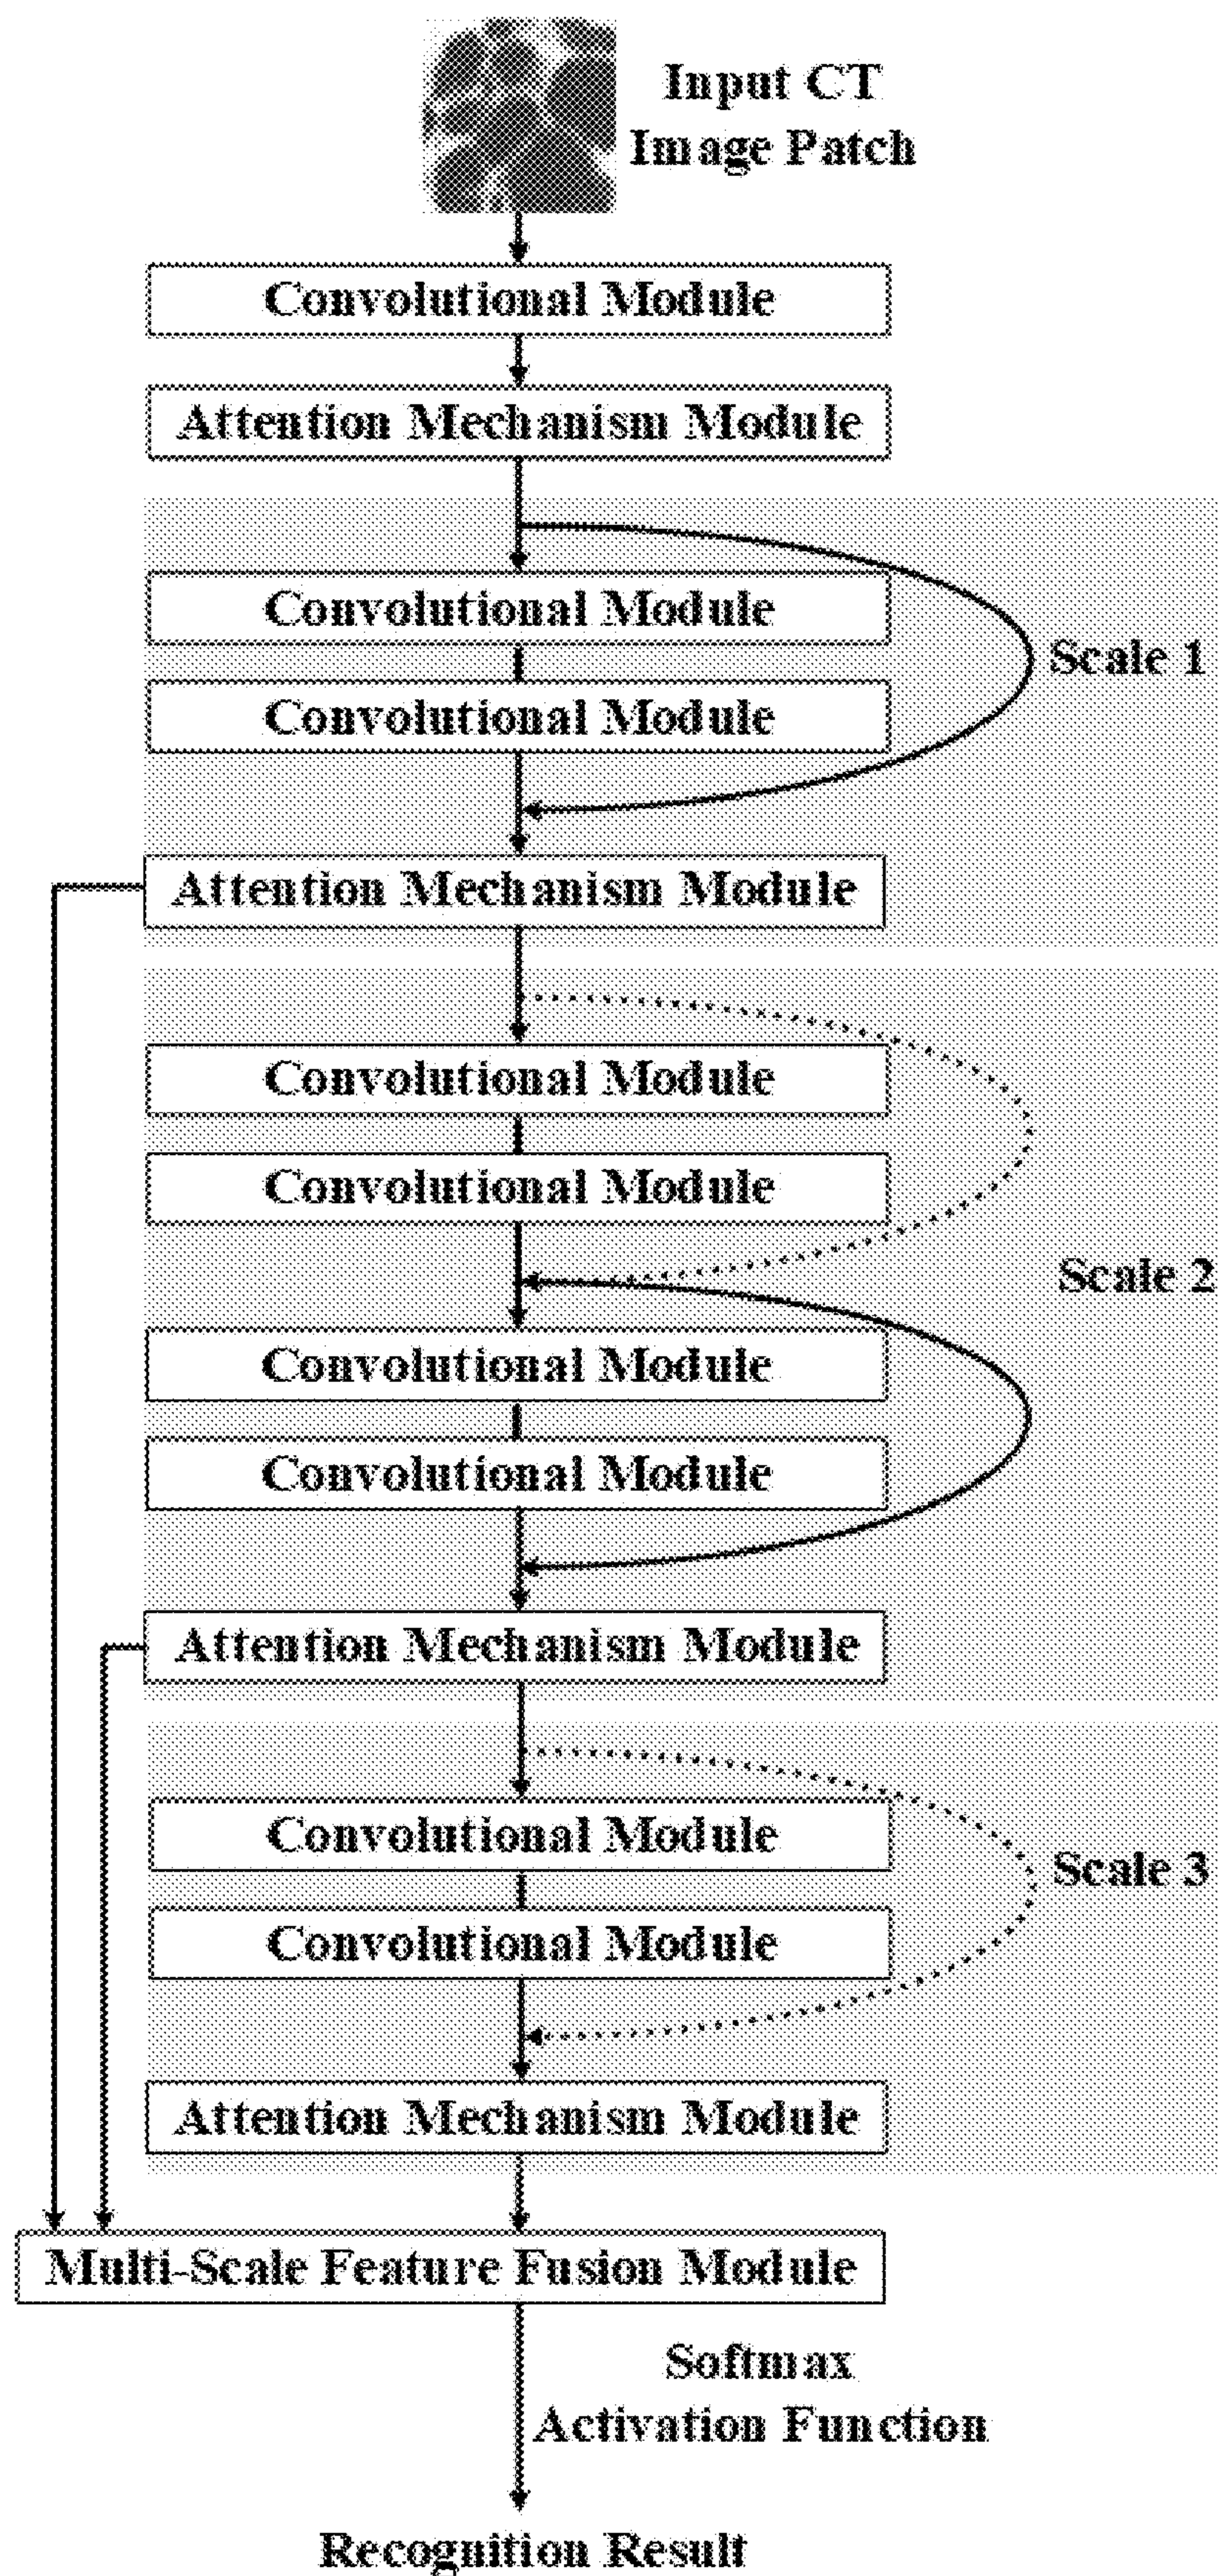 Input CT
Image Patch
Convolutional Module
Attention Mechanism Module
Convolutional Module
Scale 1
Convolutional Module
Attention Mechanism Module
Convolutional Module
Convolutional Module
Scale 2
Convolutional Module
Convolutional Module
Attention Mechanism Module
Convolutional Module
Scale 3
Convolutional Module
Attention Mechanism Module
Multi-Scale Feature Fusion Module
Softmax
Activation Function
Recognition Result